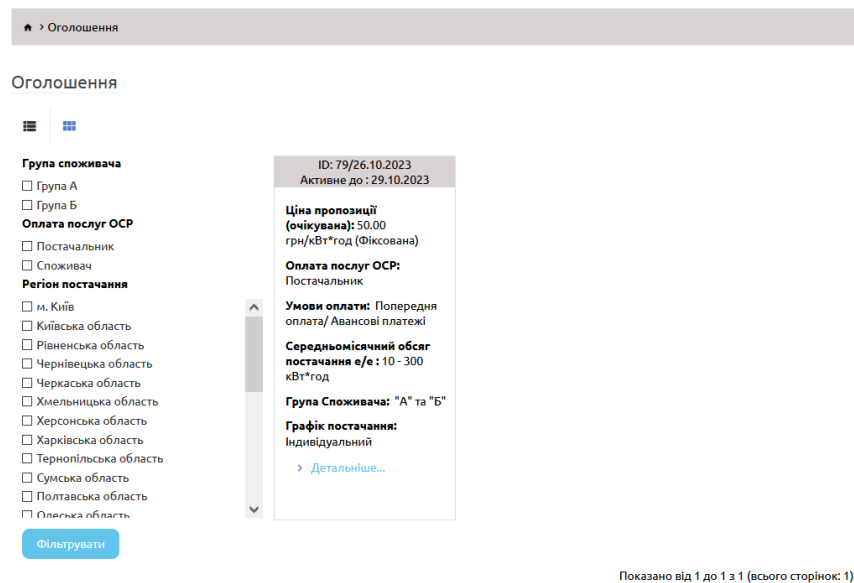 > Оголошення
Оголошення
Група споживача
Група А
Група Б
Оплата послуг ОСР
Постачальник
Споживач
Регіон постачання
м. Київ
Київська область
Рівненська область
Чернівецька область
Черкаська область
Хмельницька область
Херсонська область
Харківська область
Тернопільська область
Сумська область
Полтавська область
Одеська область
Фільтрувати
ID: 79/26.10.2023
Активне до : 29.10.2023
Ціна пропозиції
(очікувана): 50.00
грн/кВт*год (Фіксована)
Оплата послуг ОСР:
Постачальник
Умови оплати: Попередня
оплата/ Авансові платежі
Середньомісячний обсяг
постачання е/е : 10 - 300
кВт*год
Група Споживача: "А" та "Б"
Графік постачання:
Індивідуальний
> Детальніше...
Показано від 1 до 1 з 1 (всього сторінок: 1)